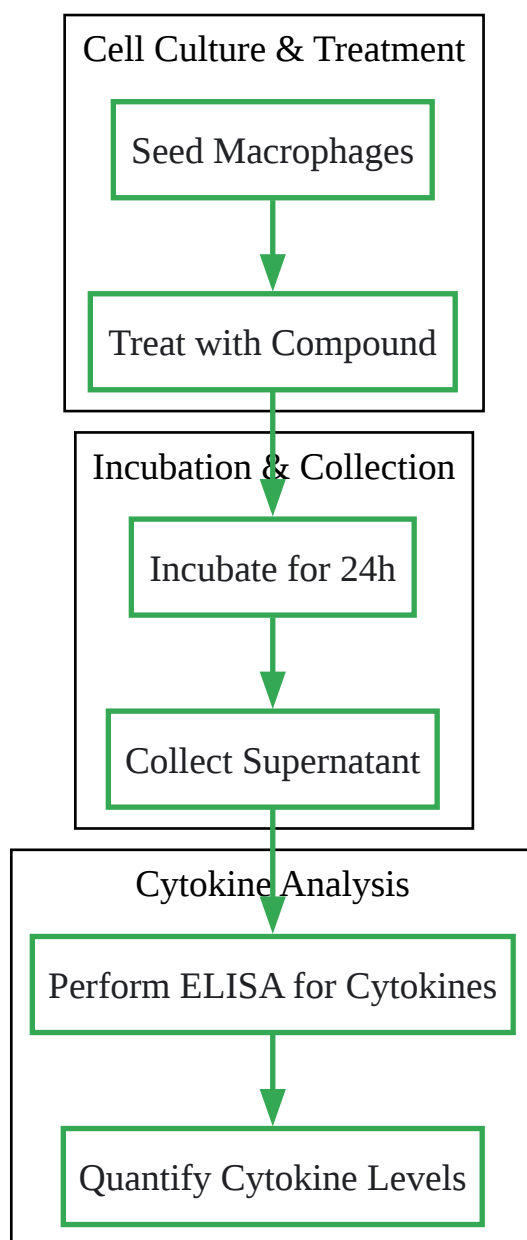 Cell Culture & Treatment
Seed Macrophages
Treat with Compound
Incubation & Collection
Incubate for 24h
Collect Supernatant
Cytokine Analysis
Perform ELISA for Cytokines
Quantify Cytokine Levels